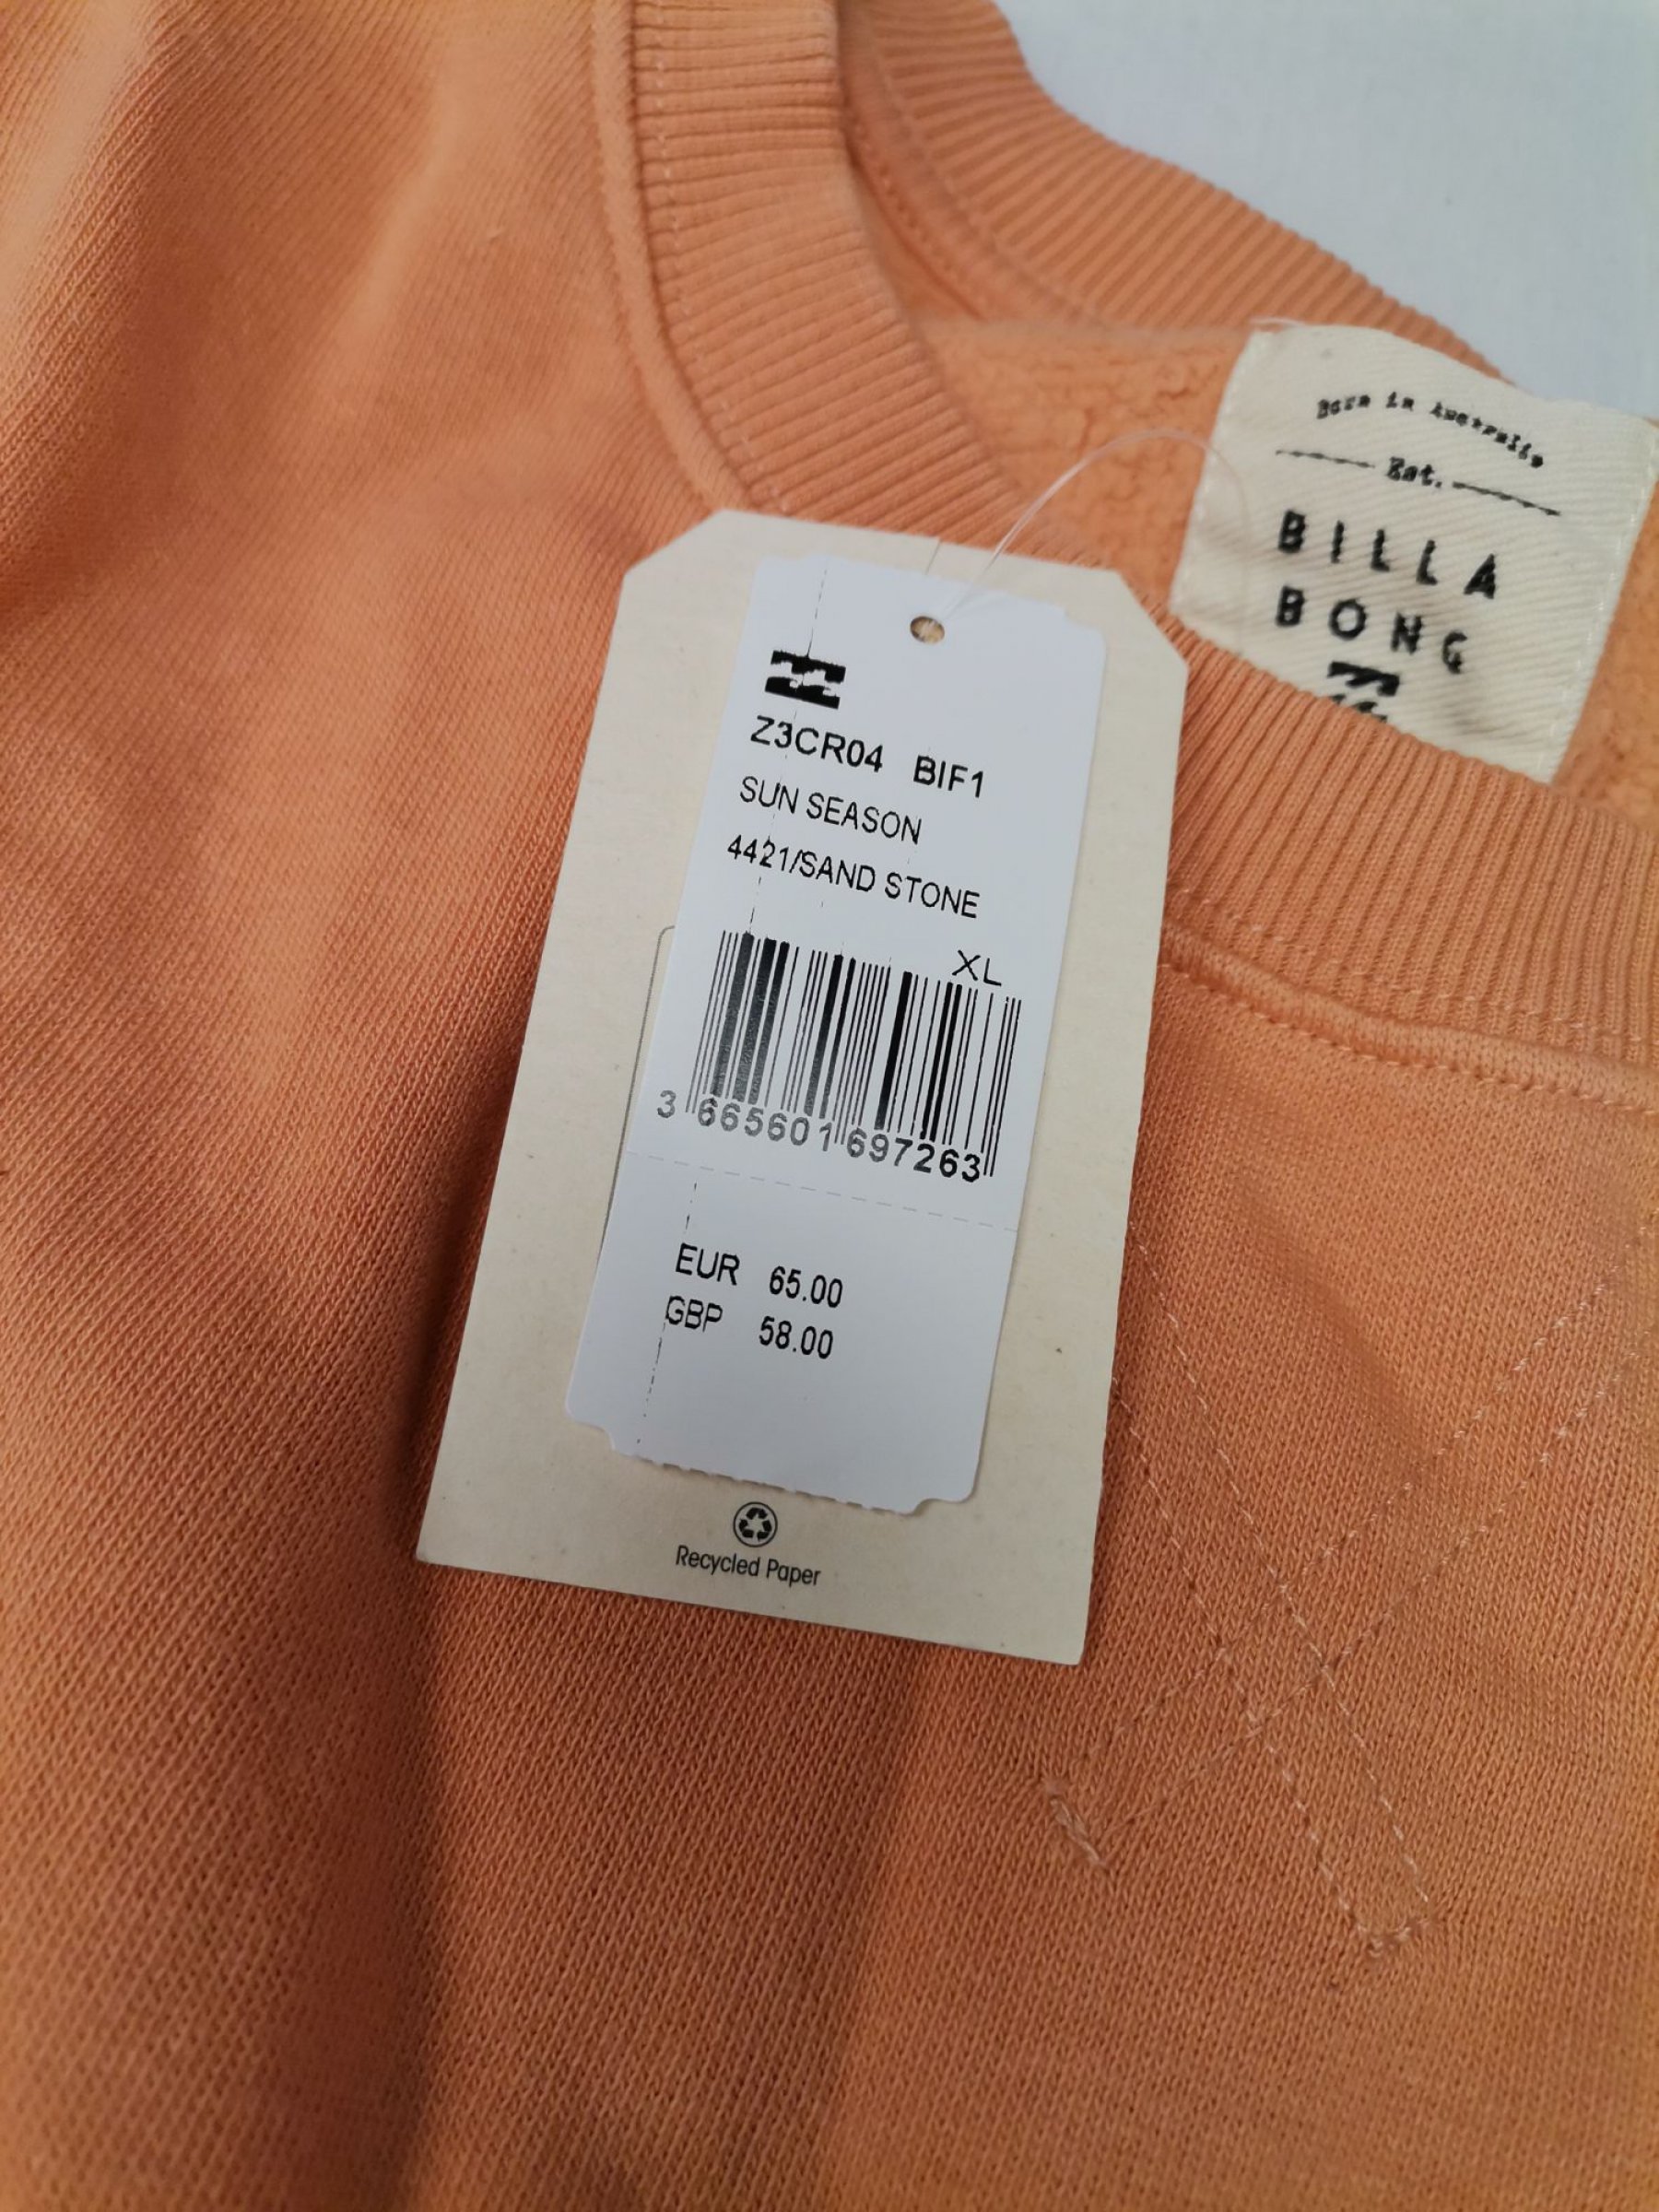 Born in Australia
Est.
BILLA
BONG
Z3CR04 BIF1
SUN SEASON
4421/SAND STONE
XL
3 665601 697263
EUR 65.00
GBP 58.00
Recycled Paper